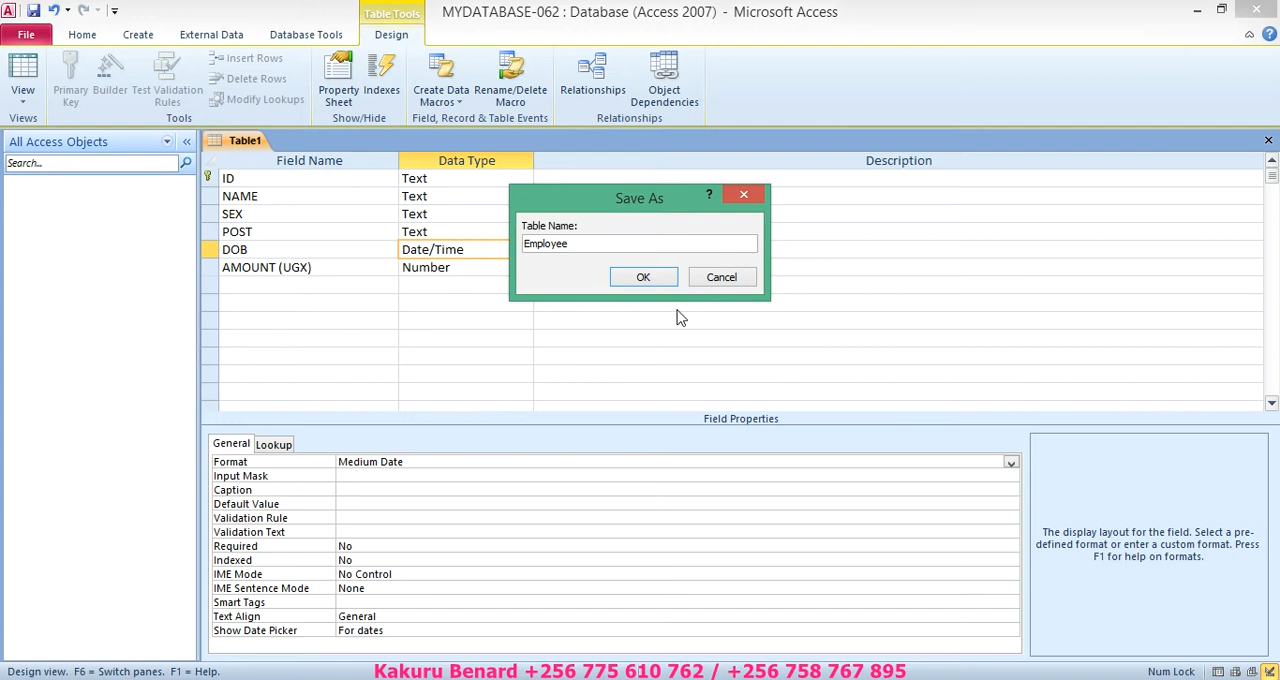 MYDATABASE-062 : Database (Access 2007) - Microsoft Access
Table Tools
File Home Create External Data Database Tools Design
View
Primary Key
Builder
Test Validation Rules
Insert Rows
Delete Rows
Modify Lookups
Property Sheet
Indexes
Create Data Macros
Rename/Delete Macro
Relationships
Object Dependencies
Views Tools Show/Hide Field, Record & Table Events Relationships
All Access Objects
Search...
Table1
Field Name Data Type Description
ID Text
NAME Text
SEX Text
POST Text
DOB Date/Time
AMOUNT (UGX) Number
Save As ?
Table Name:
Employee
OK Cancel
Field Properties
General Lookup
Format Medium Date
Input Mask
Caption
Default Value
Validation Rule
Validation Text
Required No
Indexed No
IME Mode No Control
IME Sentence Mode None
Smart Tags
Text Align General
Show Date Picker For dates
The display layout for the field. Select a pre-
defined format or enter a custom format. Press
F1 for help on formats.
Design view. F6 = Switch panes. F1 = Help.
Kakuru Benard +256 775 610 762 / +256 758 767 895
Num Lock